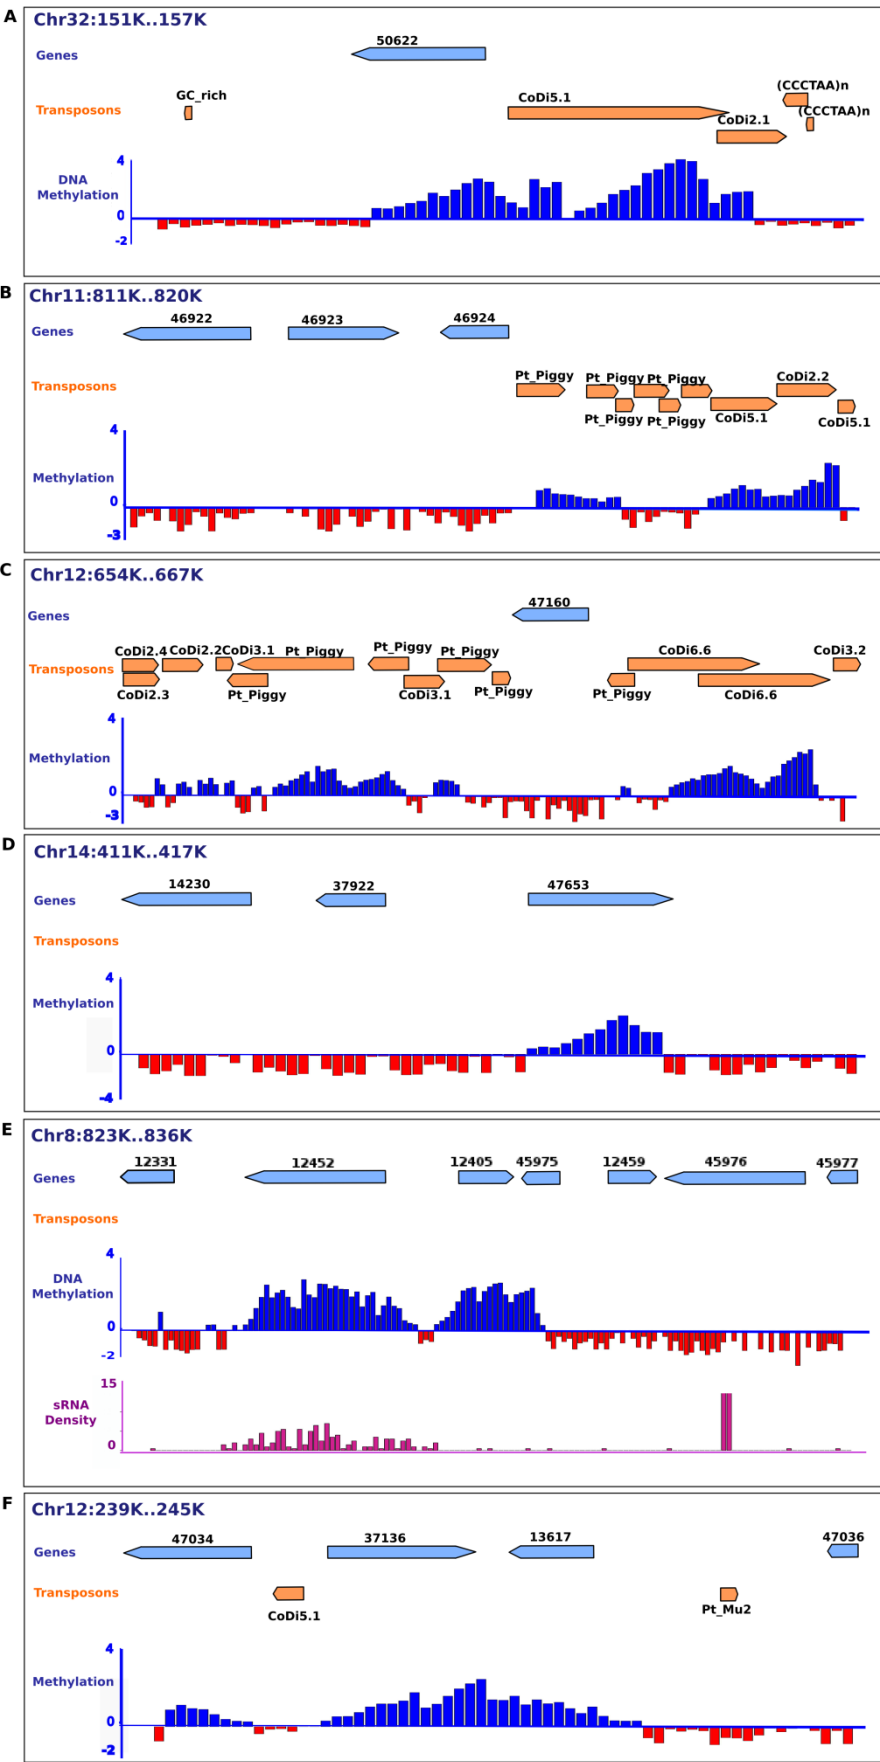 A
Chr32:151K..157K
Genes
50622
GC_rich
Transposons
CoDi5.1
CoDi2.1
(CCCTAA)n
(CCCTAA)n
DNA
Methylation
4
0
-2
B
Chr11:811K..820K
Genes
46922
46923
46924
Transposons
Pt_Piggy
Pt_Piggy
Pt_Piggy
CoDi2.2
Pt_Piggy
Pt_Piggy
CoDi5.1
CoDi5.1
Methylation
4
0
-3
C
Chr12:654K..667K
Genes
47160
Transposons
CoDi2.4
CoDi2.2
CoDi3.1
Pt_Piggy
Pt_Piggy
Pt_Piggy
CoDi6.6
CoDi3.2
CoDi2.3
Pt_Piggy
CoDi3.1
Pt_Piggy
Pt_Piggy
CoDi6.6
Methylation
4
0
-3
D
Chr14:411K..417K
Genes
14230
37922
47653
Transposons
Methylation
4
0
-4
E
Chr8:823K..836K
Genes
12331
12452
12405
45975
12459
45976
45977
Transposons
DNA
Methylation
4
0
-2
sRNA
Density
15
0
F
Chr12:239K..245K
Genes
47034
37136
13617
47036
Transposons
CoDi5.1
Pt_Mu2
Methylation
4
0
-2